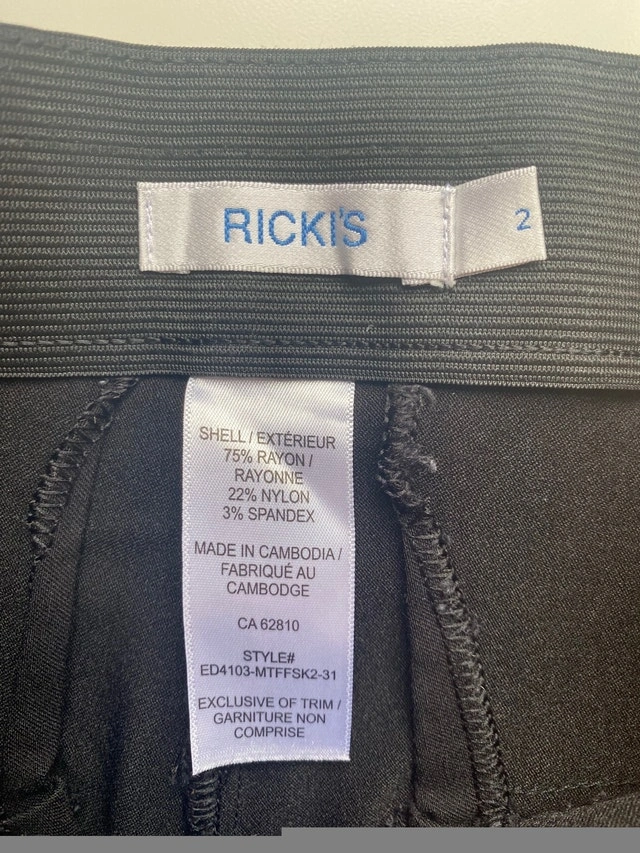 RICKI'S
2
SHELL / EXTÉRIEUR
75% RAYON /
RAYONNE
22% NYLON
3% SPANDEX
MADE IN CAMBODIA /
FABRIQUÉ AU
CAMBODGE
CA 62810
STYLE#
ED4103-MTFFSK2-31
EXCLUSIVE OF TRIM /
GARNITURE NON
COMPRISE